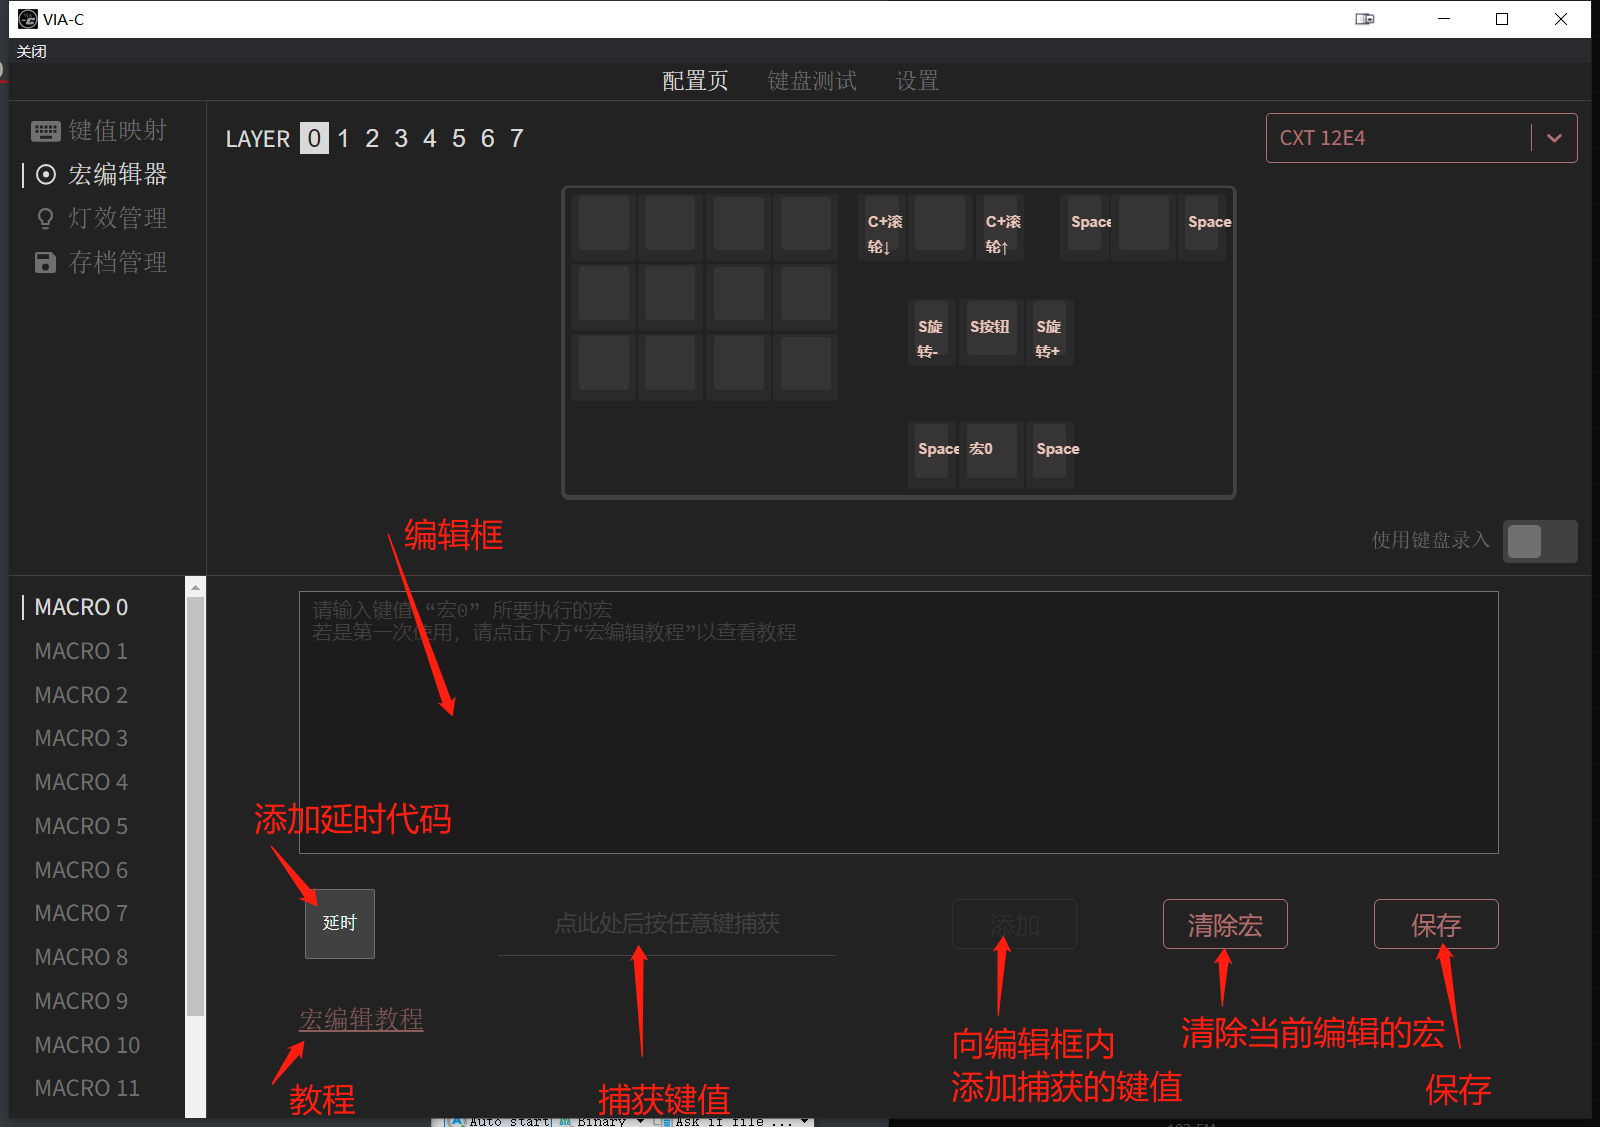 VIA-C
关闭
配置页 键盘测试 设置
键值映射
宏编辑器
灯效管理
存档管理
LAYER 0 1 2 3 4 5 6 7
CXT 12E4
C+滚
轮↓
C+滚
轮↑
Space
Space
S旋
转-
S按钮
S旋
转+
Space
宏0
Space
使用键盘录入
编辑框
MACRO 0
MACRO 1
MACRO 2
MACRO 3
MACRO 4
MACRO 5
MACRO 6
MACRO 7
MACRO 8
MACRO 9
MACRO 10
MACRO 11
请输入键值“宏0”所要执行的宏
若是第一次使用，请点击下方“宏编辑教程”以查看教程
添加延时代码
延时
点此处后按任意键捕获
添加
清除宏
保存
宏编辑教程
教程
捕获键值
向编辑框内
添加捕获的键值
清除当前编辑的宏
保存
Auto start Binary Ask if file ...